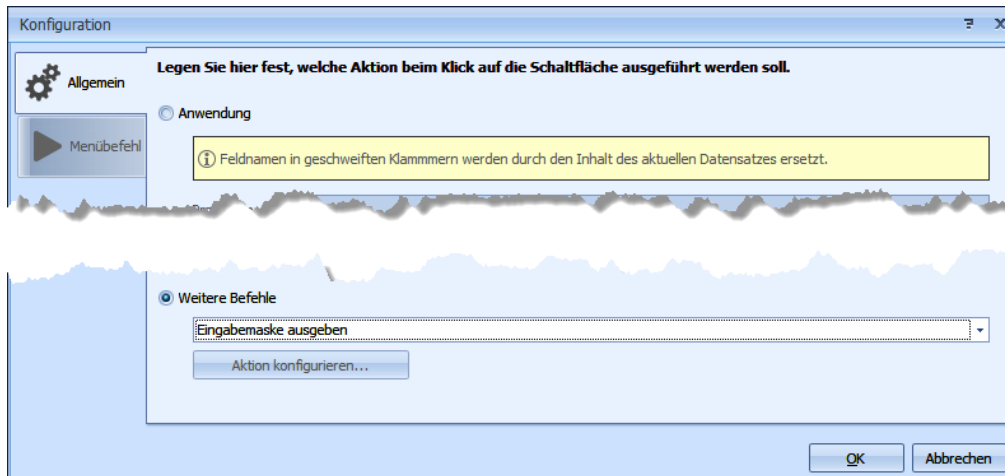 Konfiguration
Allgemein
Legen Sie hier fest, welche Aktion beim Klick auf die Schaltfläche ausgeführt werden soll.
Anwendung
Menübefehl
Feldnamen in geschweiften Klammmern werden durch den Inhalt des aktuellen Datensatzes ersetzt.
Weitere Befehle
Eingabemaske ausgeben
Aktion konfigurieren...
OK
Abbrechen